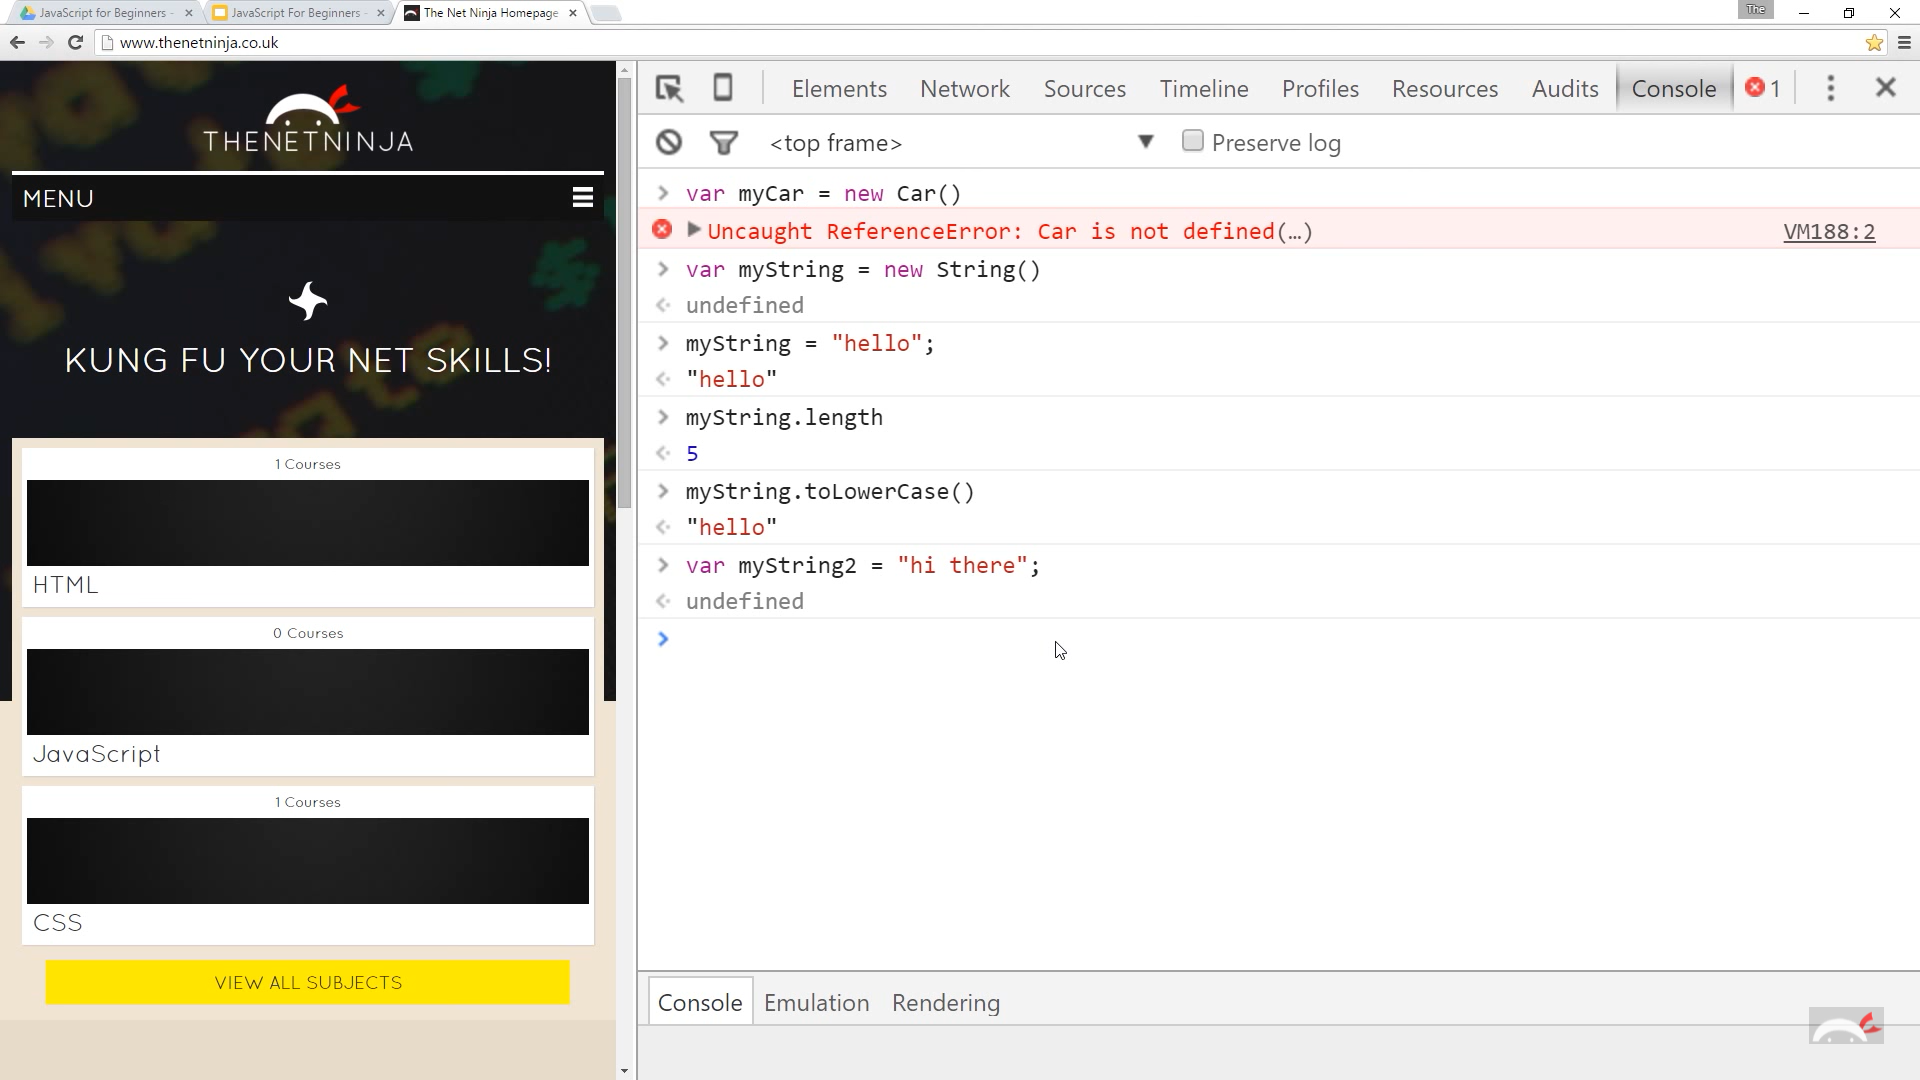 JavaScript for Beginners -
JavaScript For Beginners -
The Net Ninja Homepage
The
www.thenetninja.co.uk
THENETNINJA
MENU
KUNG FU YOUR NET SKILLS!
1 Courses
HTML
0 Courses
JavaScript
1 Courses
CSS
VIEW ALL SUBJECTS
Elements Network Sources Timeline Profiles Resources Audits Console 1
<top frame> Preserve log
var myCar = new Car()
Uncaught ReferenceError: Car is not defined(…) VM188:2
var myString = new String()
undefined
myString = "hello";
"hello"
myString.length
5
myString.toLowerCase()
"hello"
var myString2 = "hi there";
undefined
Console Emulation Rendering